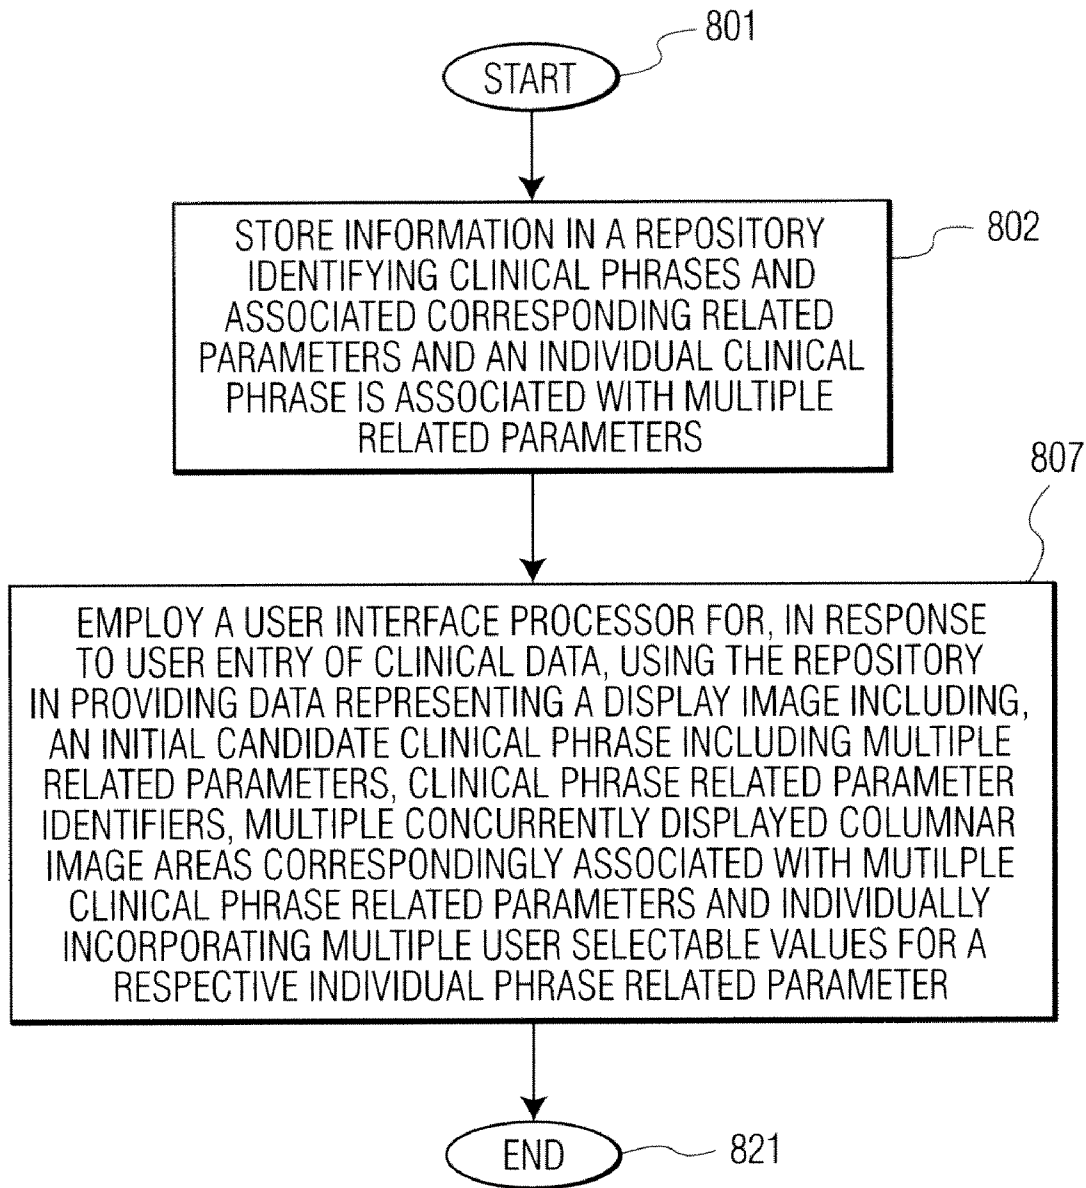 801
START
802
STORE INFORMATION IN A REPOSITORY
IDENTIFYING CLINICAL PHRASES AND
ASSOCIATED CORRESPONDING RELATED
PARAMETERS AND AN INDIVIDUAL CLINICAL
PHRASE IS ASSOCIATED WITH MULTIPLE
RELATED PARAMETERS
807
EMPLOY A USER INTERFACE PROCESSOR FOR, IN RESPONSE
TO USER ENTRY OF CLINICAL DATA, USING THE REPOSITORY
IN PROVIDING DATA REPRESENTING A DISPLAY IMAGE INCLUDING,
AN INITIAL CANDIDATE CLINICAL PHRASE INCLUDING MULTIPLE
RELATED PARAMETERS, CLINICAL PHRASE RELATED PARAMETER
IDENTIFIERS, MULTIPLE CONCURRENTLY DISPLAYED COLUMNAR
IMAGE AREAS CORRESPONDINGLY ASSOCIATED WITH MUTILPLE
CLINICAL PHRASE RELATED PARAMETERS AND INDIVIDUALLY
INCORPORATING MULTIPLE USER SELECTABLE VALUES FOR A
RESPECTIVE INDIVIDUAL PHRASE RELATED PARAMETER
END
821